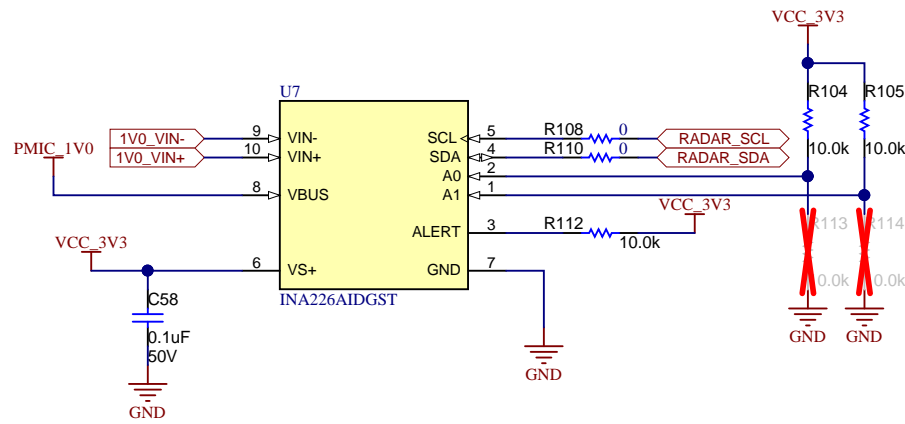 VCC_3V3
U7
R104
R105
1V0_VIN-
9
VIN-
SCL
5
R108
0
RADAR_SCL
PMIC_1V0
1V0_VIN+
10
VIN+
SDA
4
R110
0
RADAR_SDA
10.0k
10.0k
A0
2
8
VBUS
A1
1
VCC_3V3
ALERT
3
R112
10.0k
R113
R114
VCC_3V3
6
VS+
GND
7
0.0k
0.0k
INA226AIDGST
C58
0.1uF
50V
GND
GND
GND
GND